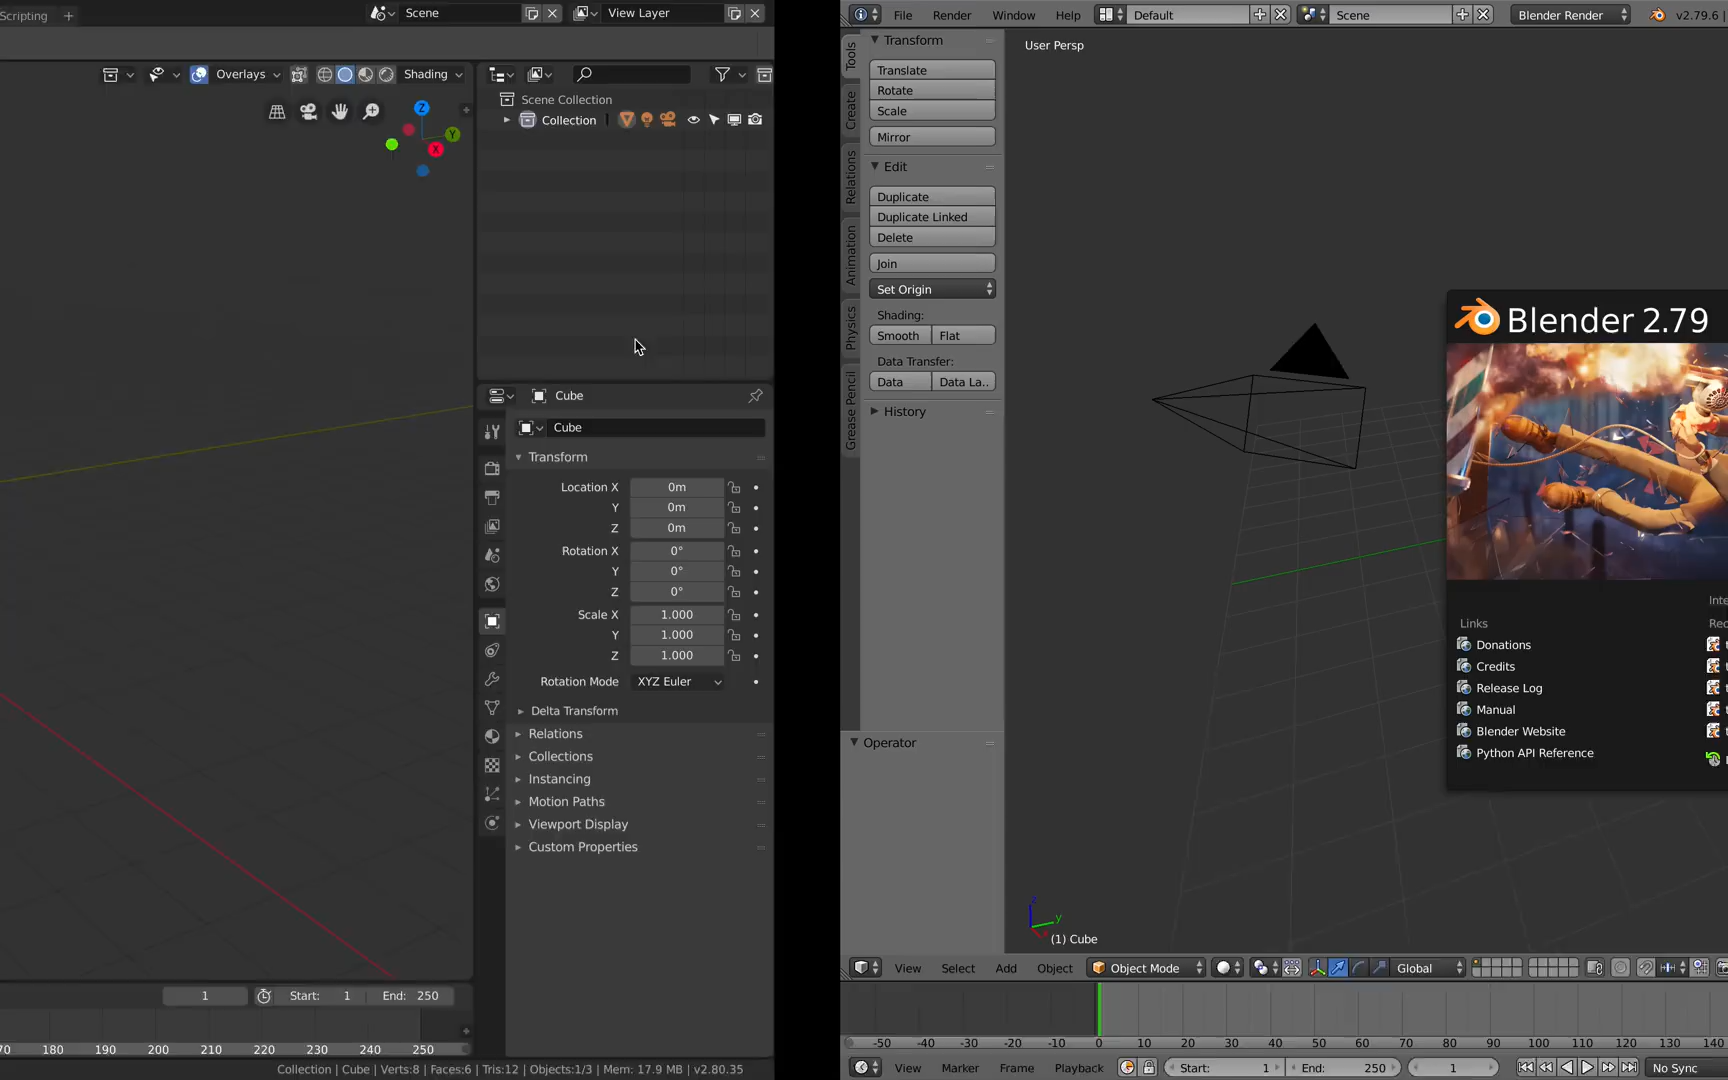 Scripting +
Scene
View Layer
Overlays
Shading
Z
Y
X
Scene Collection
Collection
Cube
Cube
Transform
Location X 0m
Y 0m
Z 0m
Rotation X 0°
Y 0°
Z 0°
Scale X 1.000
Y 1.000
Z 1.000
Rotation Mode XYZ Euler
Delta Transform
Relations
Collections
Instancing
Motion Paths
Viewport Display
Custom Properties
1 Start: 1 End: 250
70 180 190 200 210 220 230 240 250
Collection | Cube | Verts:8 | Faces:6 | Tris:12 | Objects:1/3 | Mem: 17.9 MB | v2.80.35
File Render Window Help Default Scene Blender Render v2.79.6
Tools
Create
Relations
Animation
Physics
Grease Pencil
Transform
Translate
Rotate
Scale
Mirror
Edit
Duplicate
Duplicate Linked
Delete
Join
Set Origin
Shading:
Smooth Flat
Data Transfer:
Data Data La..
History
Operator
User Persp
Blender 2.79
Inte
Links Rec
Donations
Credits
Release Log
Manual
Blender Website
Python API Reference
z
y
(1) Cube
View Select Add Object Object Mode Global
-50 -40 -30 -20 -10 0 10 20 30 40 50 60 70 80 90 100 110 120 130 140
View Marker Frame Playback Start: 1 End: 250 1 No Sync